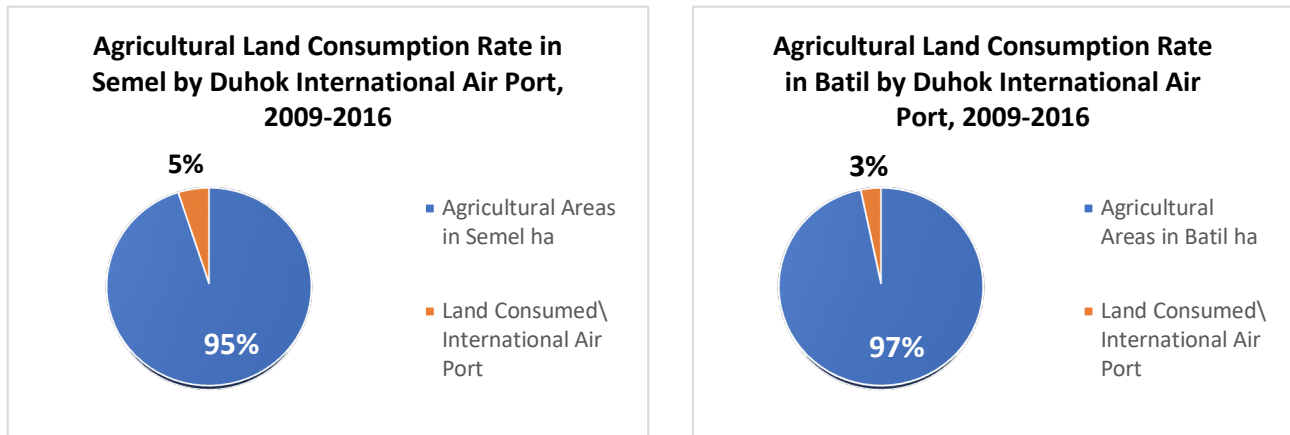 Agricultural Land Consumption Rate in
Semel by Duhok International Air Port,
2009-2016
5%
95%
Agricultural Areas
in Semel ha
Land Consumed\
International Air
Port
Agricultural Land Consumption Rate
in Batil by Duhok International Air
Port, 2009-2016
3%
97%
Agricultural
Areas in Batil ha
Land Consumed\
International Air
Port